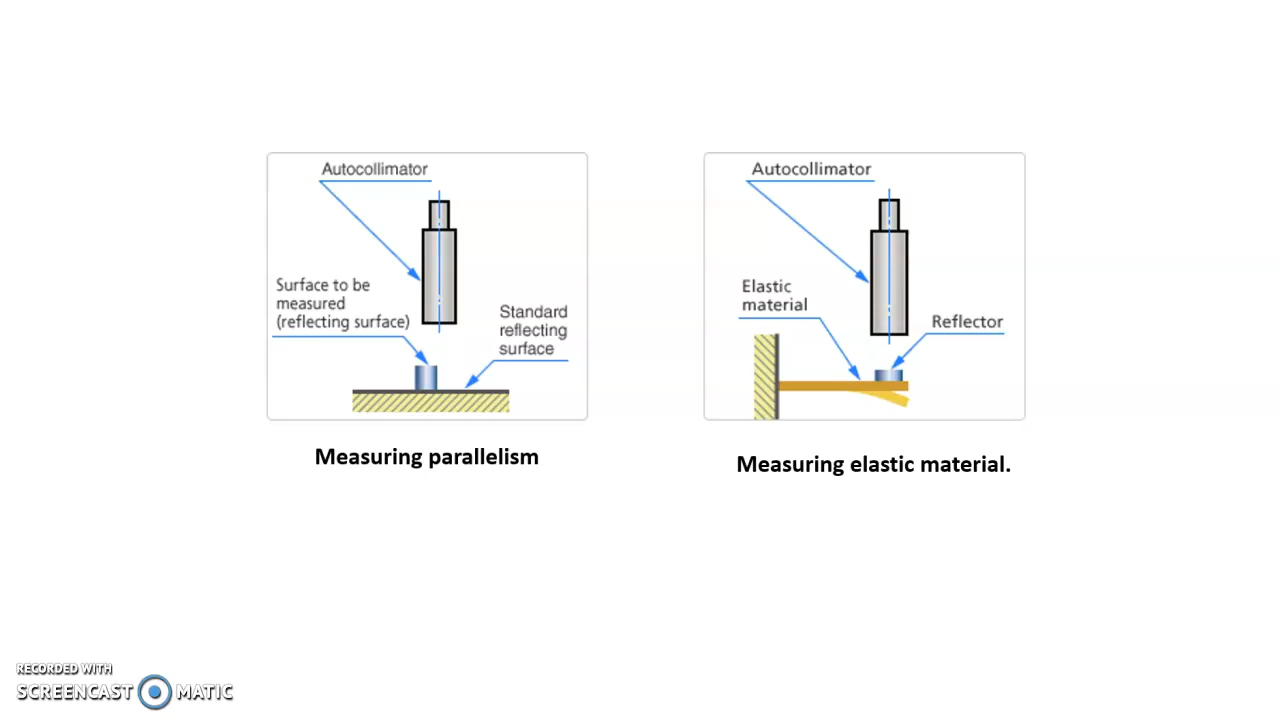 Autocollimator
Surface to be
measured
(reflecting surface)
Standard
reflecting
surface
Measuring parallelism
Autocollimator
Elastic
material
Reflector
Measuring elastic material.
RECORDED WITH
SCREENCAST MATIC